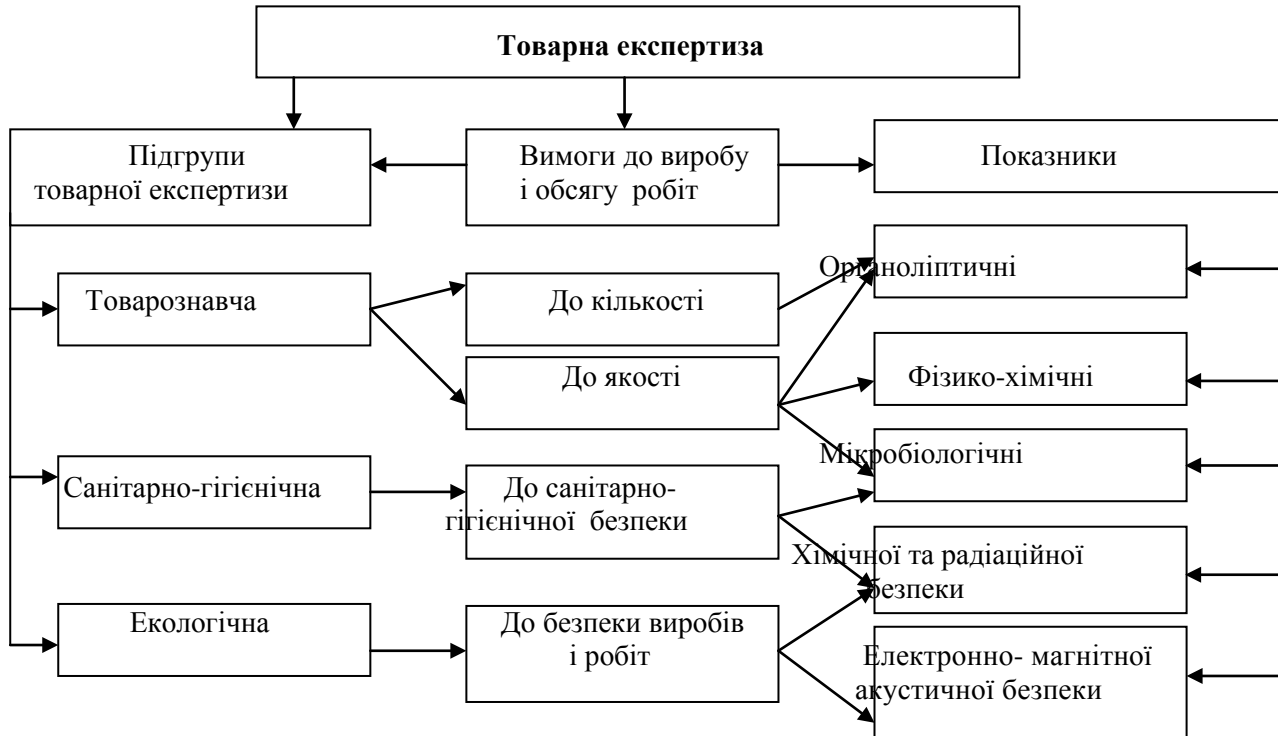 Товарна експертиза
Підгрупи
товарної експертизи
Вимоги до виробу
і обсягу робіт
Показники
Товарознавча
До кількості
Органоліптичні
До якості
Фізико-хімічні
Санітарно-гігієнічна
До санітарно-
гігієнічної безпеки
Мікробіологічні
Хімічної та радіаційної
безпеки
Екологічна
До безпеки виробів
і робіт
Електронно- магнітної
акустичної безпеки